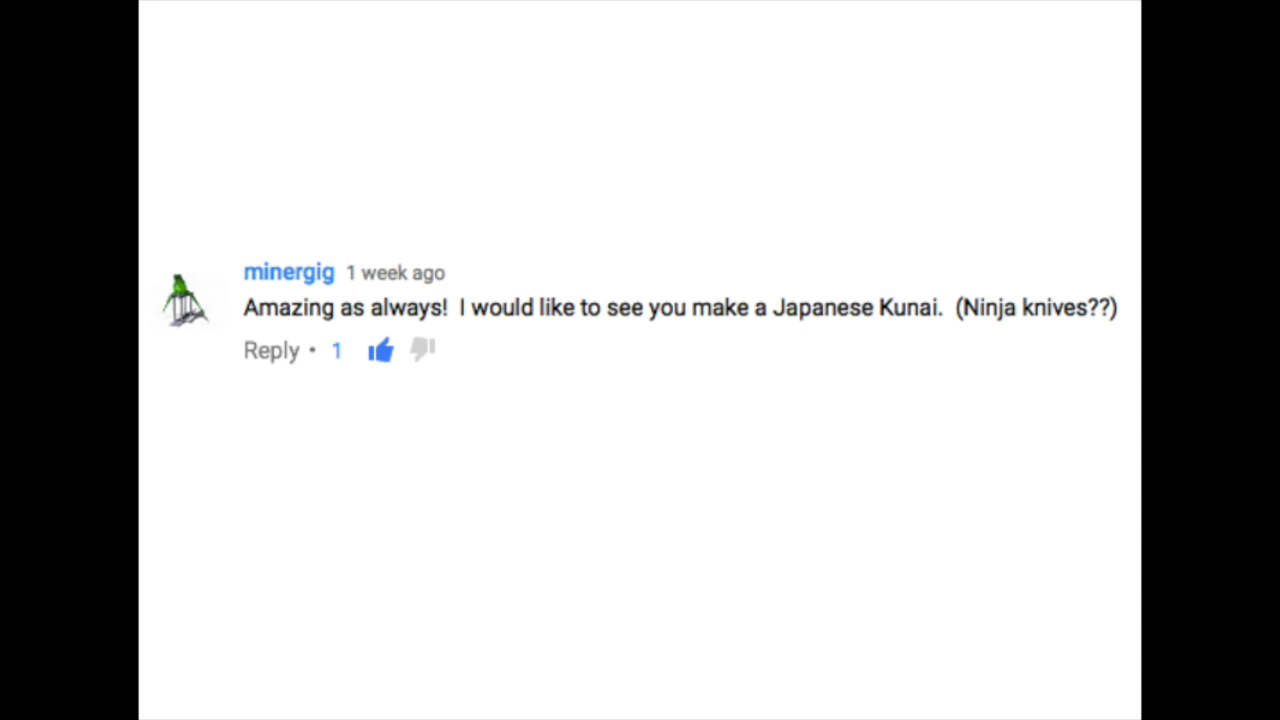 minergig 1 week ago
Amazing as always!  I would like to see you make a Japanese Kunai.  (Ninja knives??)
Reply • 1